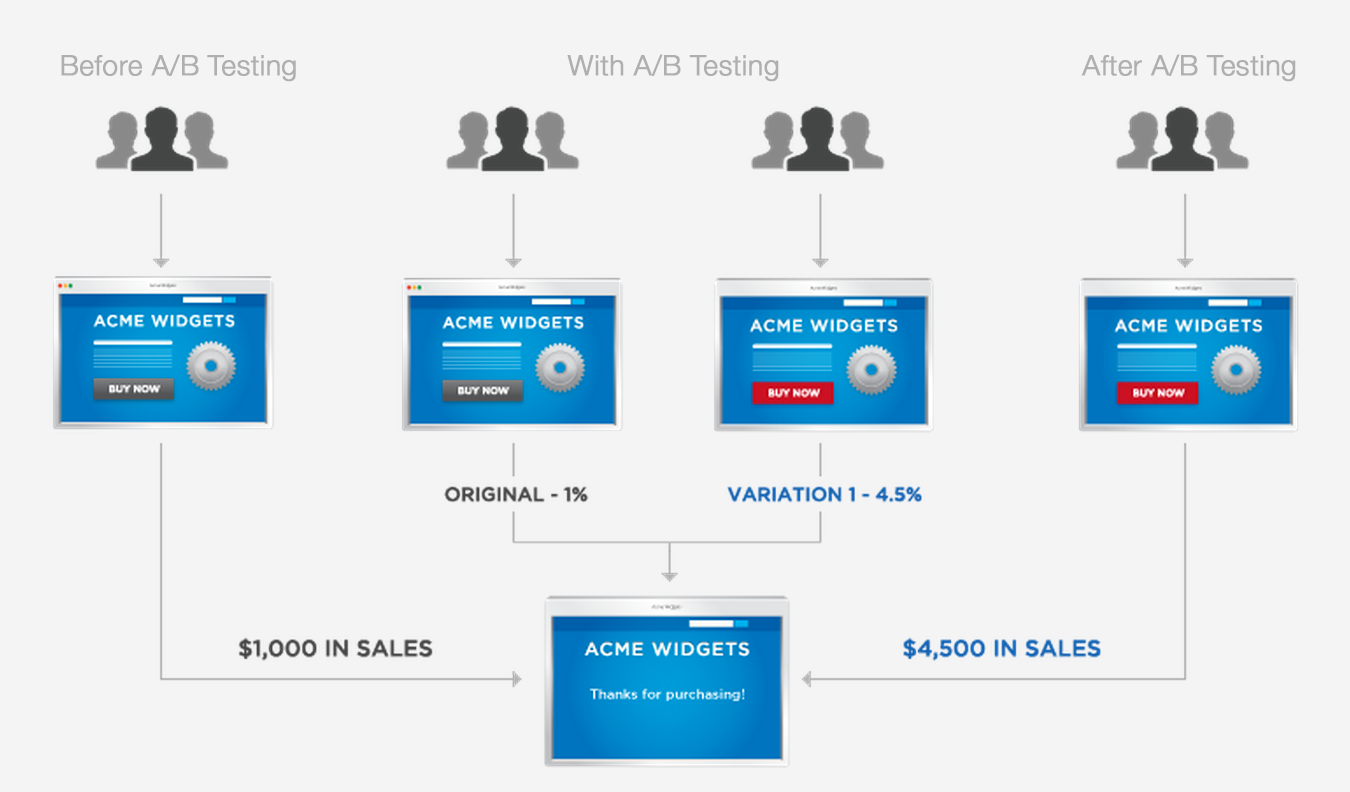 Before A/B Testing
With A/B Testing
After A/B Testing
ACME WIDGETS
BUY NOW
ACME WIDGETS
BUY NOW
ACME WIDGETS
BUY NOW
ACME WIDGETS
BUY NOW
ORIGINAL - 1%
VARIATION 1 - 4.5%
$1,000 IN SALES
$4,500 IN SALES
ACME WIDGETS
Thanks for purchasing!